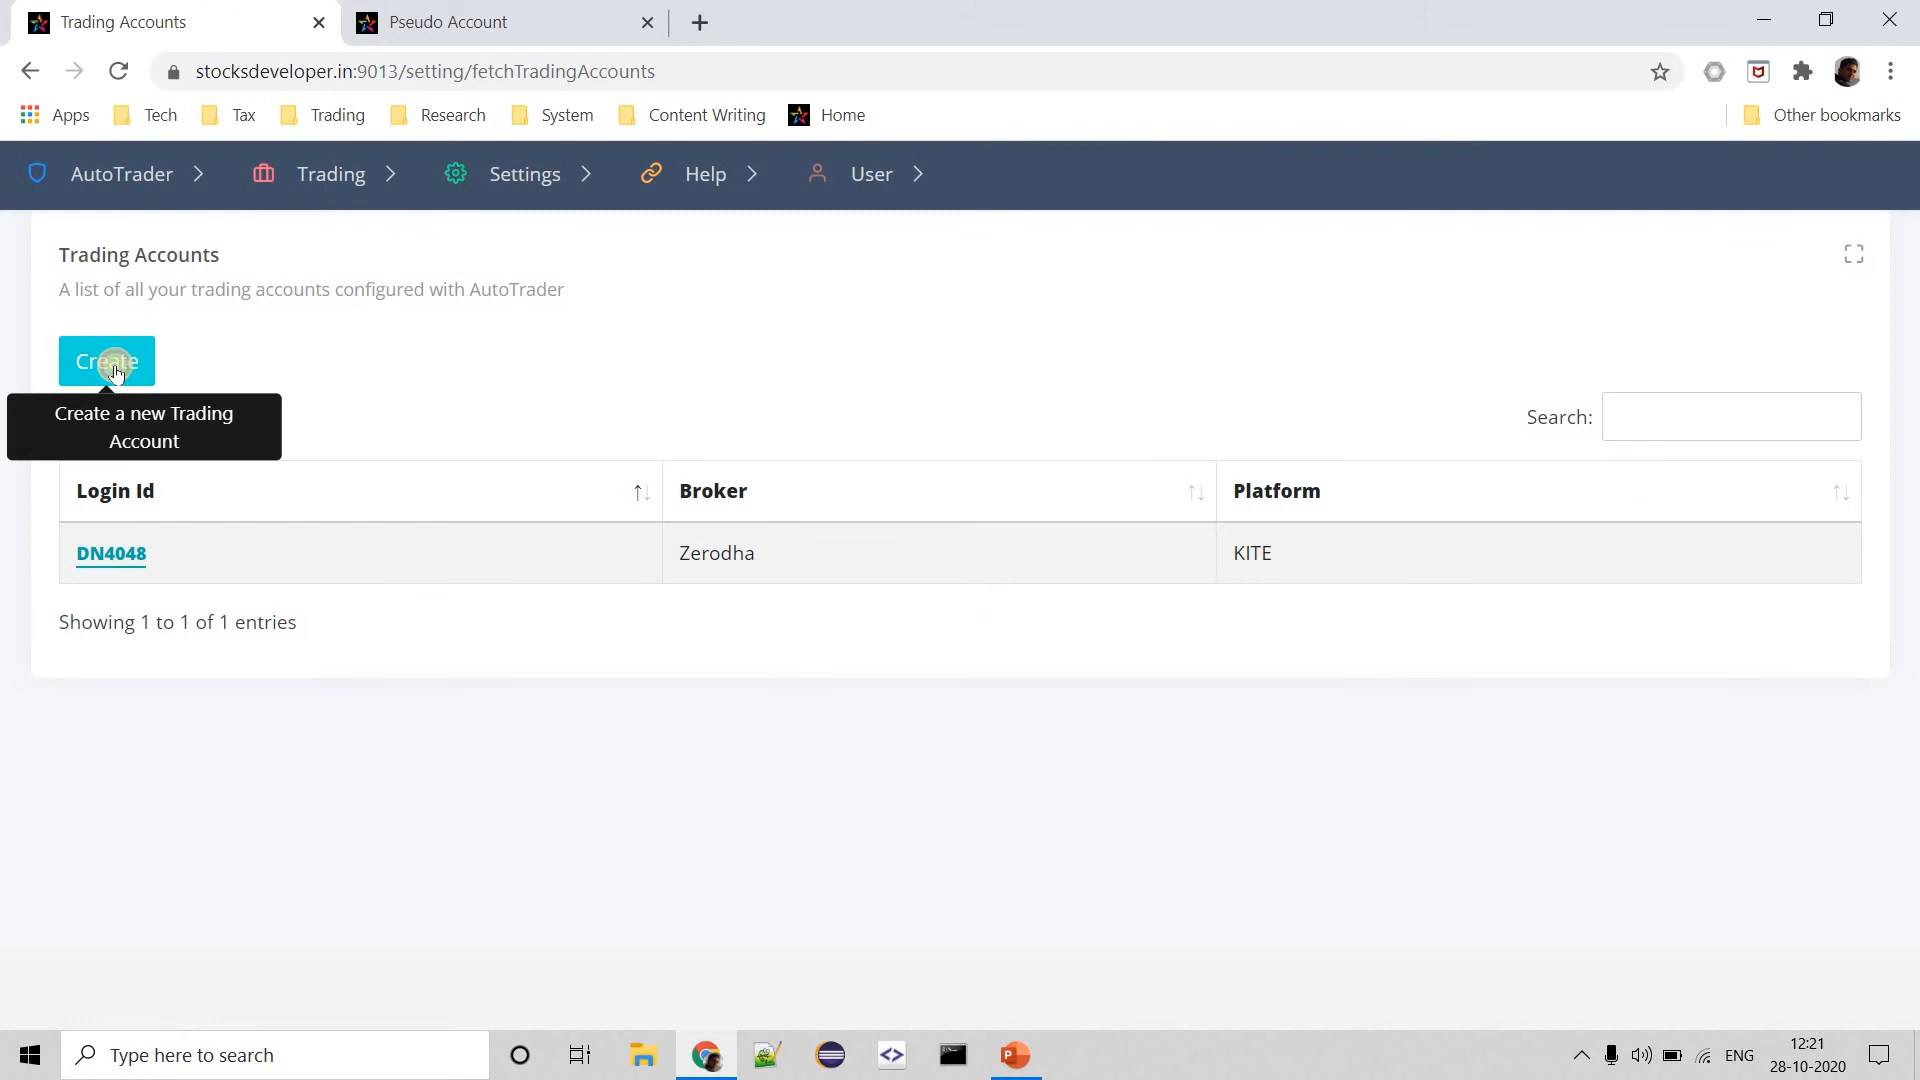 Trading Accounts
Pseudo Account
stocksdeveloper.in:9013/setting/fetchTradingAccounts
Apps
Tech
Tax
Trading
Research
System
Content Writing
Home
Other bookmarks
AutoTrader
Trading
Settings
Help
User
Trading Accounts
A list of all your trading accounts configured with AutoTrader
Create
Create a new Trading
Account
Search:
Login Id
Broker
Platform
DN4048
Zerodha
KITE
Showing 1 to 1 of 1 entries
Type here to search
ENG
12:21
28-10-2020